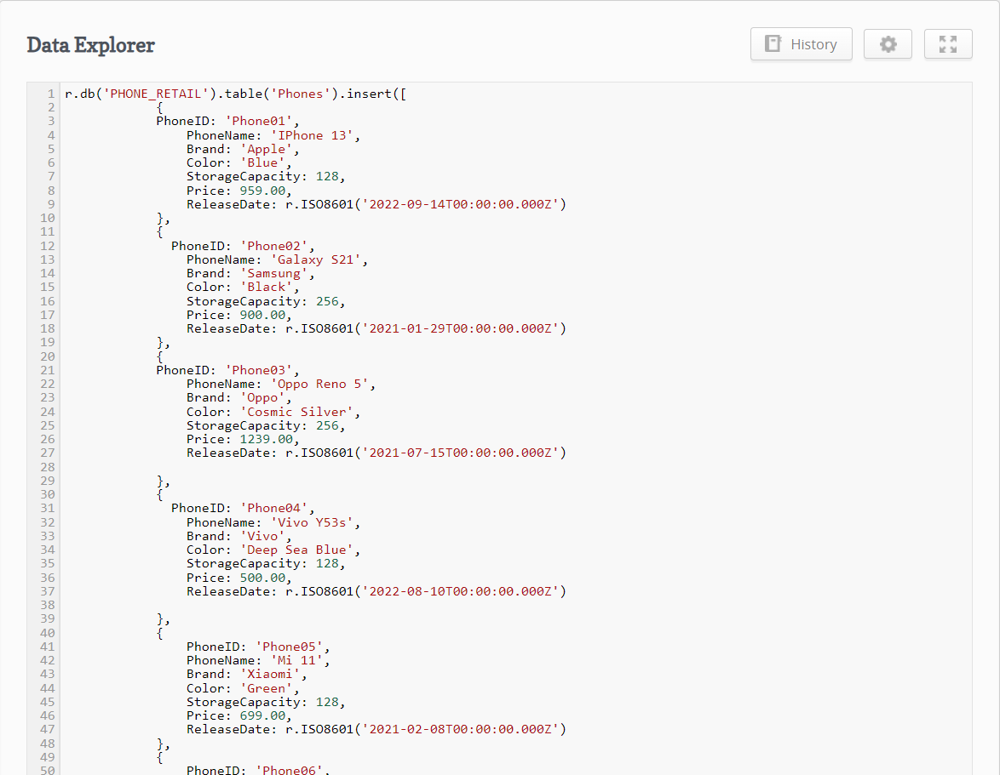 Data Explorer
History
1 r.db('PHONE_RETAIL').table('Phones').insert([
2 {
3 PhoneID: 'Phone01',
4 PhoneName: 'IPhone 13',
5 Brand: 'Apple',
6 Color: 'Blue',
7 StorageCapacity: 128,
8 Price: 959.00,
9 ReleaseDate: r.ISO8601('2022-09-14T00:00:00.000Z')
10 },
11 {
12 PhoneID: 'Phone02',
13 PhoneName: 'Galaxy S21',
14 Brand: 'Samsung',
15 Color: 'Black',
16 StorageCapacity: 256,
17 Price: 900.00,
18 ReleaseDate: r.ISO8601('2021-01-29T00:00:00.000Z')
19 },
20 {
21 PhoneID: 'Phone03',
22 PhoneName: 'Oppo Reno 5',
23 Brand: 'Oppo',
24 Color: 'Cosmic Silver',
25 StorageCapacity: 256,
26 Price: 1239.00,
27 ReleaseDate: r.ISO8601('2021-07-15T00:00:00.000Z')
28
29 },
30 {
31 PhoneID: 'Phone04',
32 PhoneName: 'Vivo Y53s',
33 Brand: 'Vivo',
34 Color: 'Deep Sea Blue',
35 StorageCapacity: 128,
36 Price: 500.00,
37 ReleaseDate: r.ISO8601('2022-08-10T00:00:00.000Z')
38
39 },
40 {
41 PhoneID: 'Phone05',
42 PhoneName: 'Mi 11',
43 Brand: 'Xiaomi',
44 Color: 'Green',
45 StorageCapacity: 128,
46 Price: 699.00,
47 ReleaseDate: r.ISO8601('2021-02-08T00:00:00.000Z')
48 },
49 {
50 PhoneID: 'Phone06',